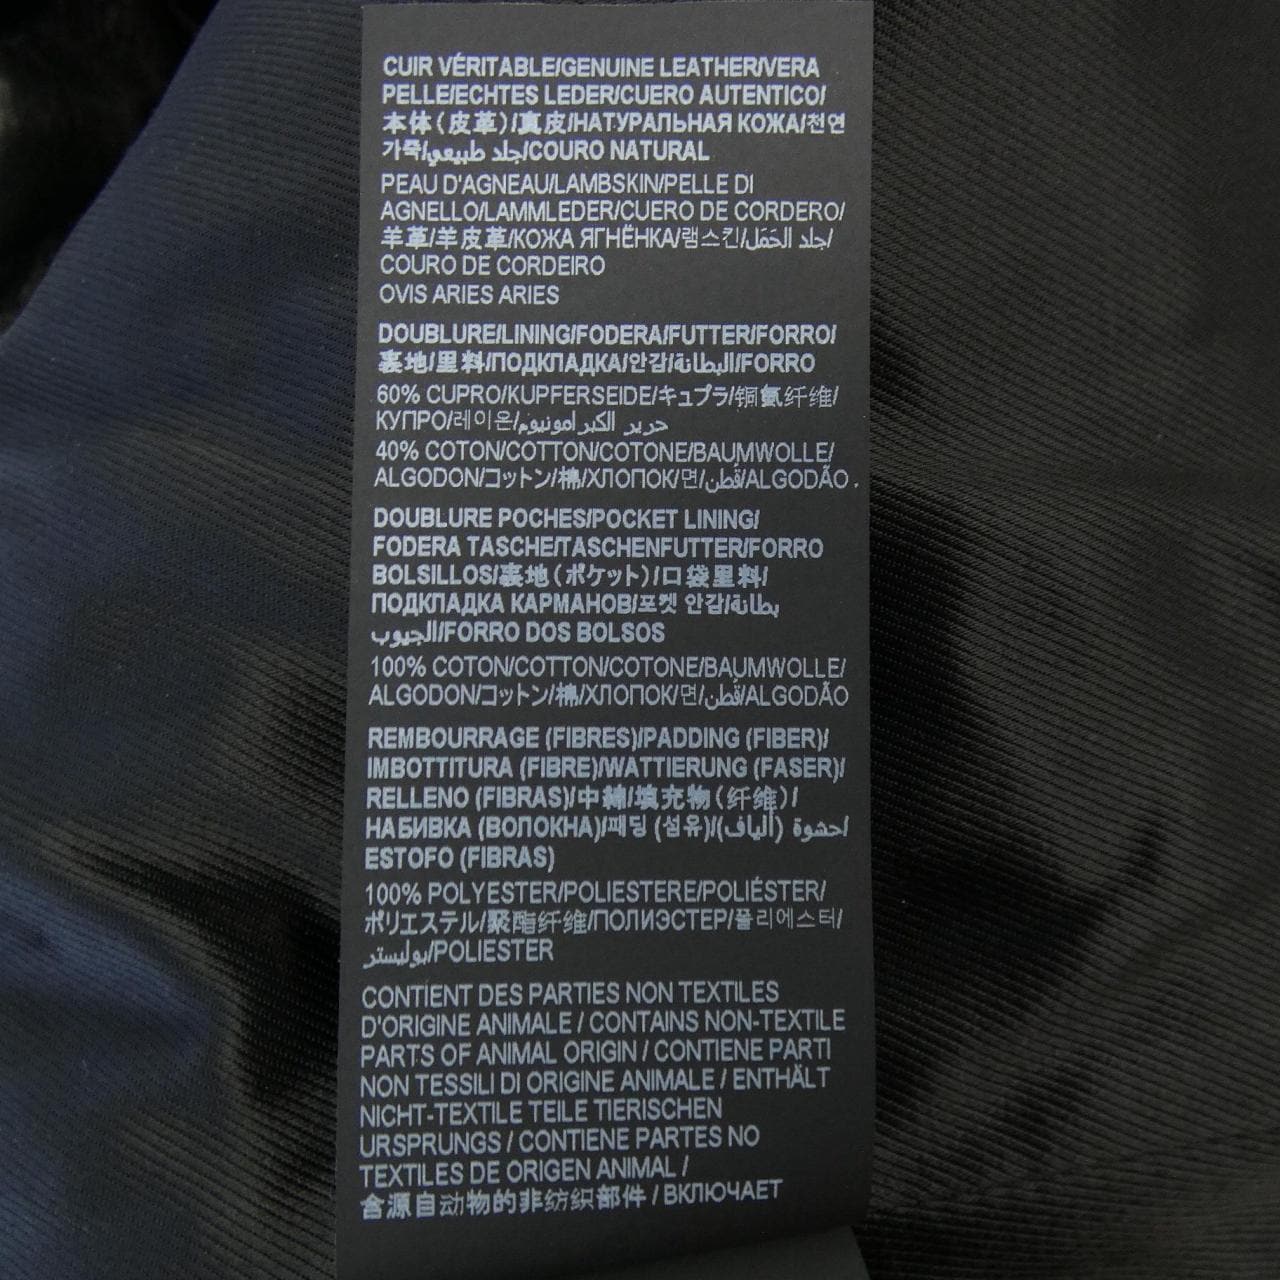 CUIR VÉRITABLE/GENUINE LEATHER/VERA
PELLE/ECHTES LEDER/CUERO AUTENTICO/
本体(皮革)/真皮/НАТУРАЛЬНАЯ КОЖА/천연
가죽/جلد طبيعي/COURO NATURAL
PEAU D'AGNEAU/LAMBSKIN/PELLE DI
AGNELLO/LAMMLEDER/CUERO DE CORDERO/
羊革/羊皮革/КОЖА ЯГНЁНКА/램스킨/جلد الحَمَل/
COURO DE CORDEIRO
OVIS ARIES ARIES
DOUBLURE/LINING/FODERA/FUTTER/FORRO/
裏地/里料/ПОДКЛАДКА/안감/البطانة/FORRO
60% CUPRO/KUPFERSEIDE/キュプラ/铜氨纤维/
КУПРО/레이온/حرير الكبرامونيوم
40% COTON/COTTON/COTONE/BAUMWOLLE/
ALGODON/コットン/棉/ХЛОПОК/면/قُطن/ALGODÃO.
DOUBLURE POCHES/POCKET LINING/
FODERA TASCHE/TASCHENFUTTER/FORRO
BOLSILLOS/裏地(ポケット)/口袋里料/
ПОДКЛАДКА КАРМАНОВ/포켓 안감/بطانة
الجيوب/FORRO DOS BOLSOS
100% COTON/COTTON/COTONE/BAUMWOLLE/
ALGODON/コットン/棉/ХЛОПОК/면/قُطن/ALGODÃO
REMBOURRAGE (FIBRES)/PADDING (FIBER)/
IMBOTTITURA (FIBRE)/WATTIERUNG (FASER)/
RELLENO (FIBRAS)/中綿/填充物(纤维)/
НАБИВКА (ВОЛОКНА)/패딩 (섬유)/حشوة (ألياف)/
ESTOFO (FIBRAS)
100% POLYESTER/POLIESTERE/POLIÉSTER/
ポリエステル/聚酯纤维/ПОЛИЭСТЕР/폴리에스터/
بوليستر/POLIESTER
CONTIENT DES PARTIES NON TEXTILES
D'ORIGINE ANIMALE / CONTAINS NON-TEXTILE
PARTS OF ANIMAL ORIGIN / CONTIENE PARTI
NON TESSILI DI ORIGINE ANIMALE / ENTHÄLT
NICHT-TEXTILE TEILE TIERISCHEN
URSPRUNGS / CONTIENE PARTES NO
TEXTILES DE ORIGEN ANIMAL /
含源自动物的非纺织部件 / ВКЛЮЧАЕТ